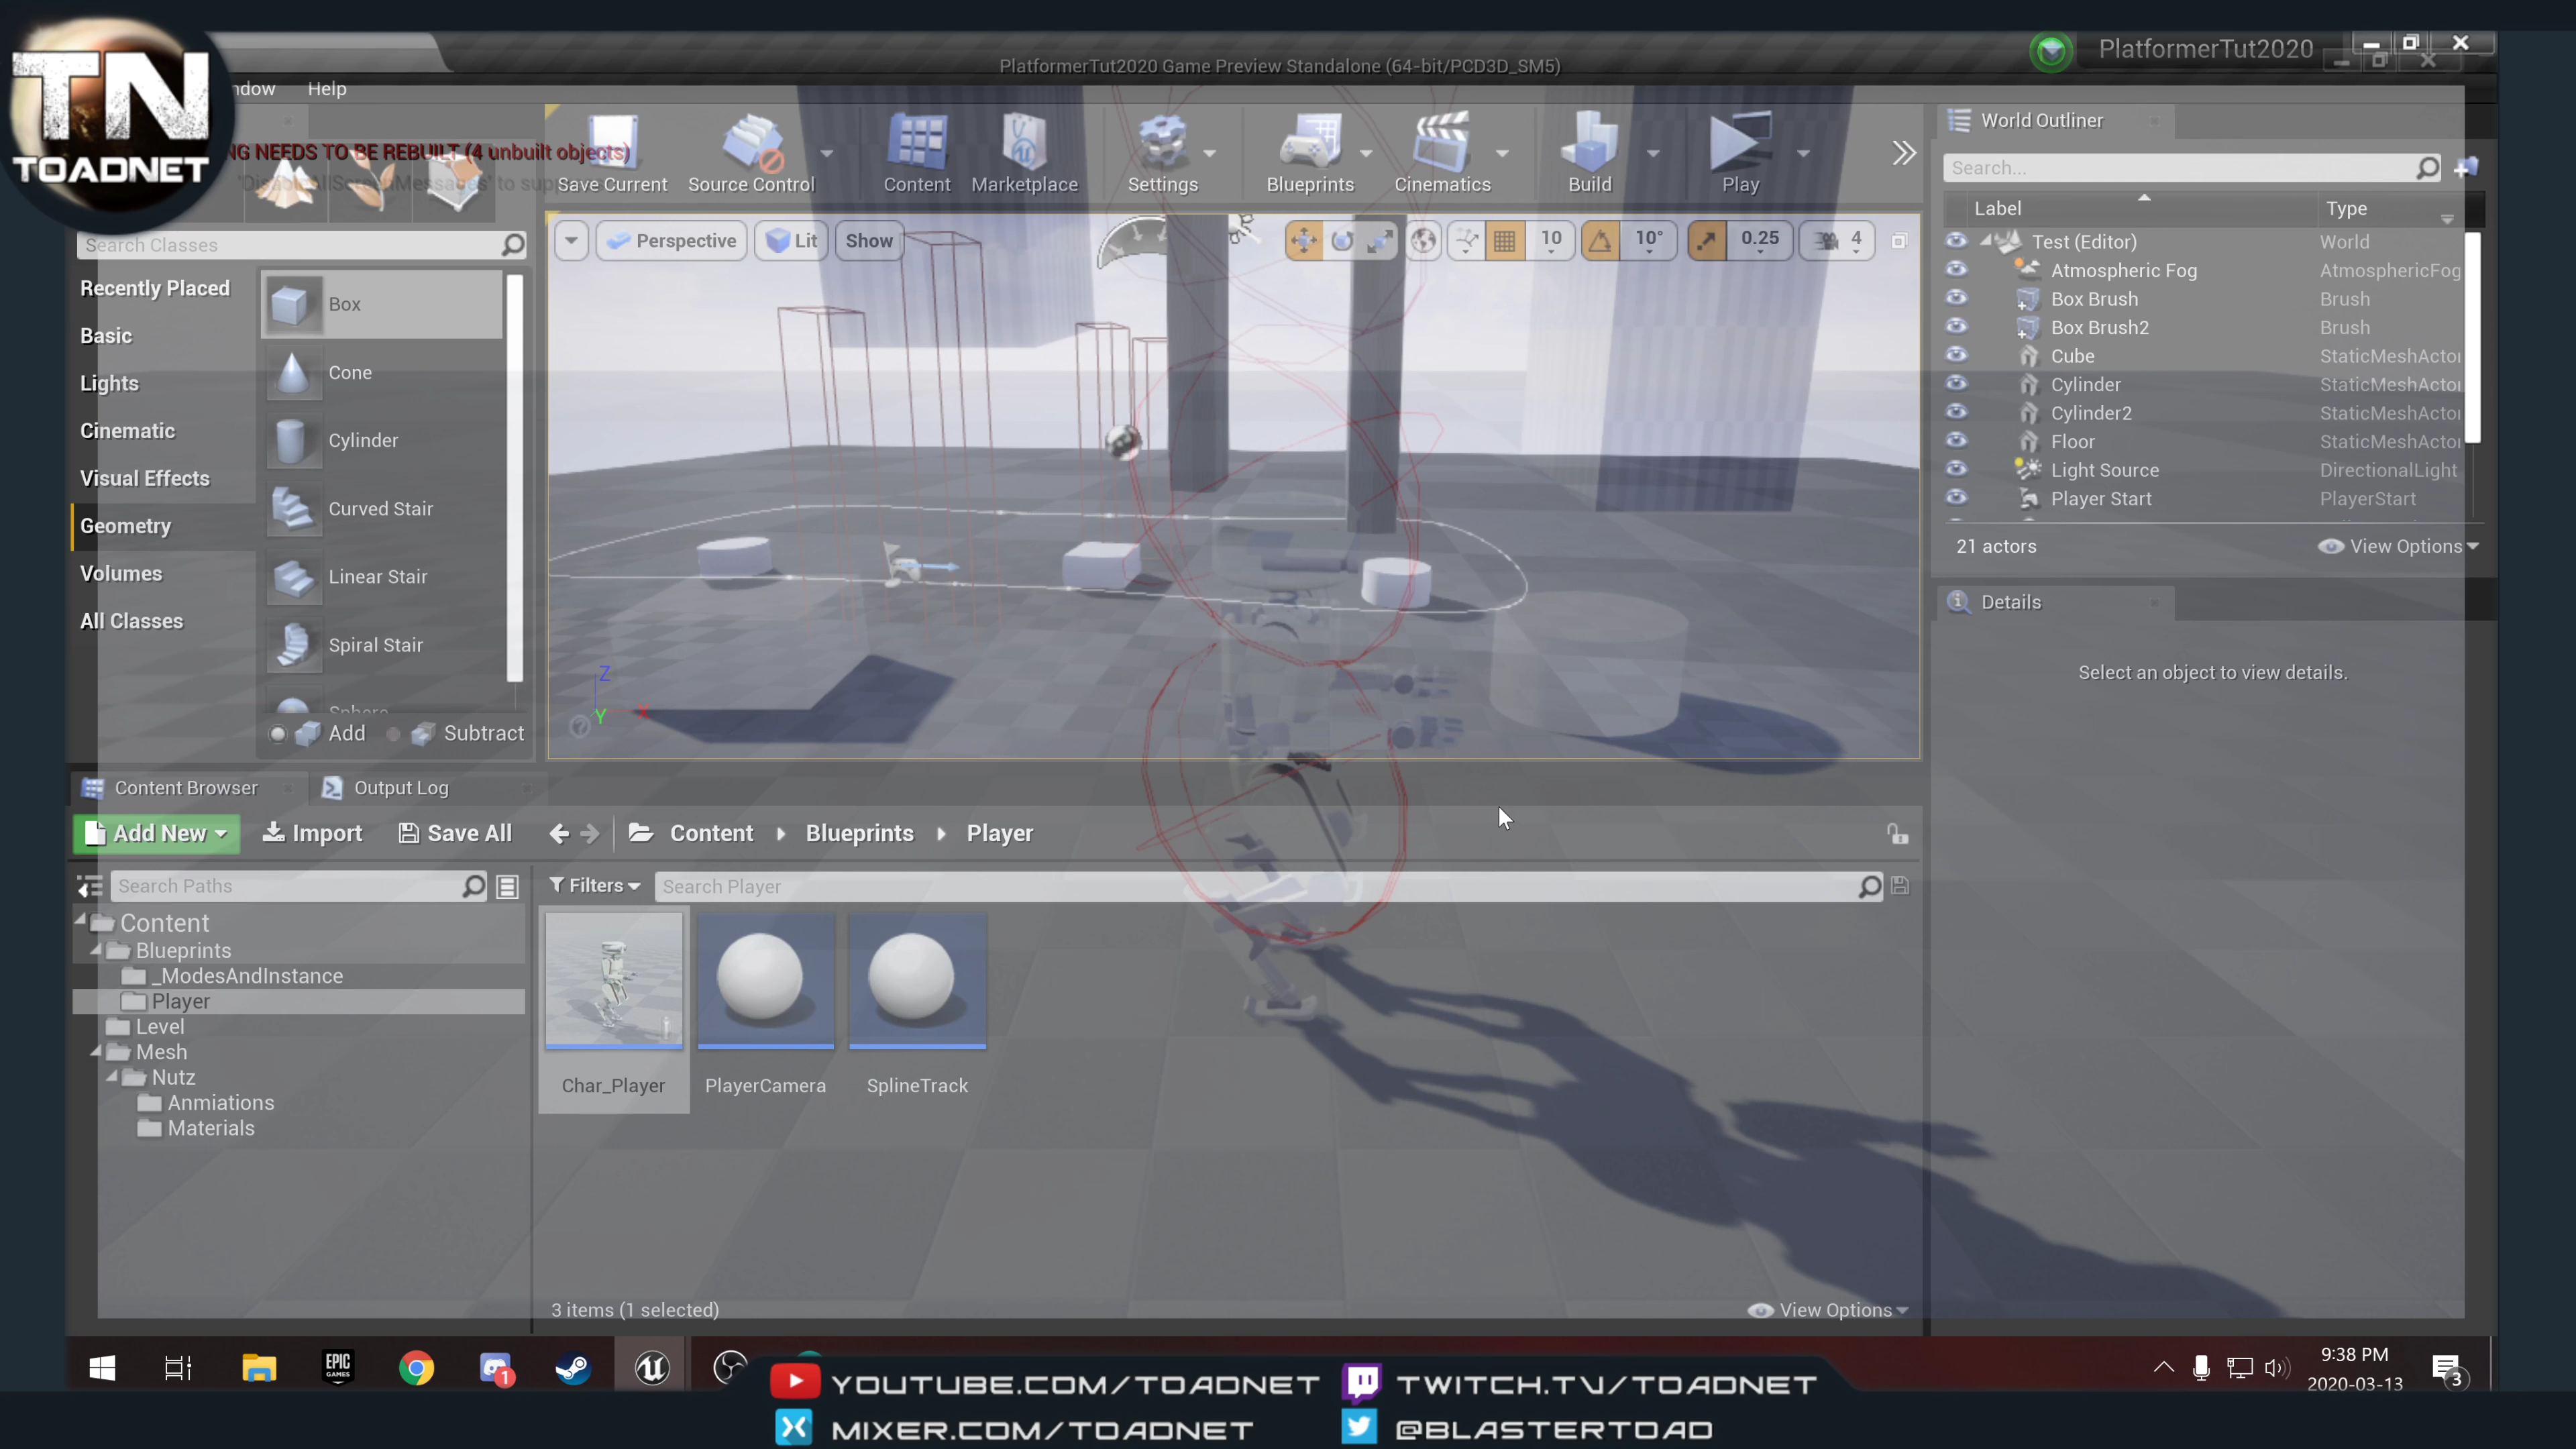 TN
TOADNET
PlatformerTut2020 Game Preview Standalone (64-bit/PCD3D_SM5)
PlatformerTut2020
ndow Help
NG NEEDS TO BE REBUILT (4 unbuilt objects)
Save Current
Source Control
Content
Marketplace
Settings
Blueprints
Cinematics
Build
Play
Search Classes
Recently Placed
Basic
Lights
Cinematic
Visual Effects
Geometry
Volumes
All Classes
Box
Cone
Cylinder
Curved Stair
Linear Stair
Spiral Stair
Sphere
Add Subtract
Perspective Lit Show
10 10° 0.25 4
Z
Y X
World Outliner
Search...
Label Type
Test (Editor) World
Atmospheric Fog AtmosphericFog
Box Brush Brush
Box Brush2 Brush
Cube StaticMeshActor
Cylinder StaticMeshActor
Cylinder2 StaticMeshActor
Floor StaticMeshActor
Light Source DirectionalLight
Player Start PlayerStart
21 actors View Options
Details
Select an object to view details.
Content Browser Output Log
Add New Import Save All Content Blueprints Player
Search Paths
Filters Search Player
Content
Blueprints
_ModesAndInstance
Player
Level
Mesh
Nutz
Anmiations
Materials
Char_Player
PlayerCamera
SplineTrack
3 items (1 selected) View Options
EPIC
GAMES
1
9:38 PM
2020-03-13
3
YOUTUBE.COM/TOADNET TWITCH.TV/TOADNET
MIXER.COM/TOADNET @BLASTERTOAD